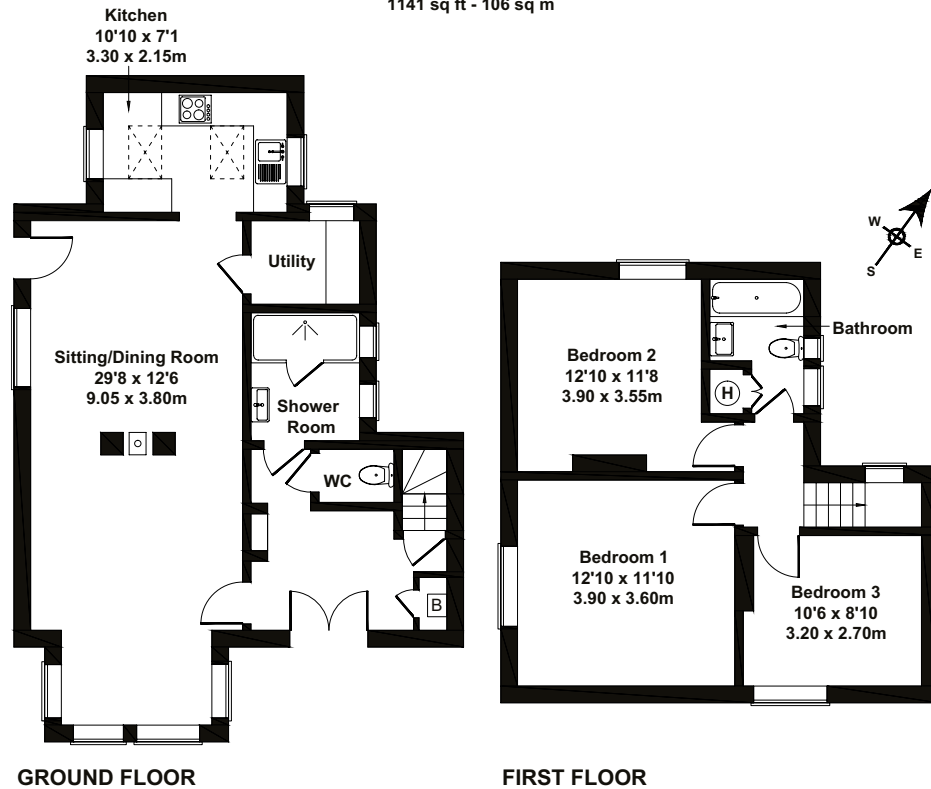 1141 sq ft - 106 sq m
Kitchen
10'10 x 7'1
3.30 x 2.15m
Utility
Sitting/Dining Room
29'8 x 12'6
9.05 x 3.80m
Shower
Room
WC
B
GROUND FLOOR
W
E
S
Bathroom
Bedroom 2
12'10 x 11'8
3.90 x 3.55m
H
Bedroom 1
12'10 x 11'10
3.90 x 3.60m
Bedroom 3
10'6 x 8'10
3.20 x 2.70m
FIRST FLOOR